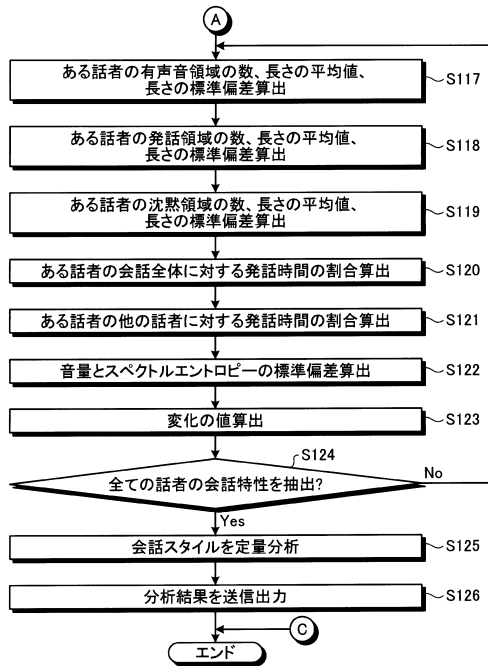 A
ある話者の有声音領域の数、長さの平均値、
長さの標準偏差算出
S117
ある話者の発話領域の数、長さの平均値、
長さの標準偏差算出
S118
ある話者の沈黙領域の数、長さの平均値、
長さの標準偏差算出
S119
ある話者の会話全体に対する発話時間の割合算出
S120
ある話者の他の話者に対する発話時間の割合算出
S121
音量とスペクトルエントロピーの標準偏差算出
S122
変化の値算出
S123
S124
全ての話者の会話特性を抽出?
No
Yes
会話スタイルを定量分析
S125
分析結果を送信出力
S126
C
エンド